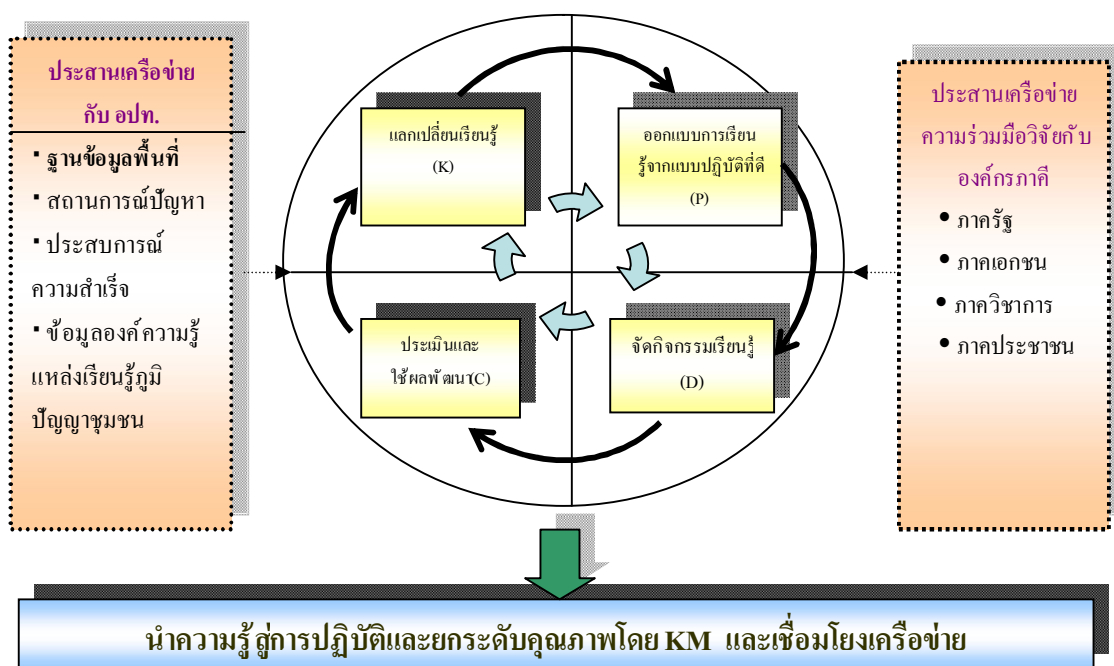 ประสานเครือข่าย
กับ อปท.
▪ ฐานข้อมูลพื้นที่
▪ สถานการณ์ปัญหา
▪ ประสบการณ์
ความสำเร็จ
▪ ข้อมูลองค์ความรู้
แหล่งเรียนรู้ภูมิ
ปัญญาชุมชน
แลกเปลี่ยนเรียนรู้
(K)
ออกแบบการเรียน
รู้จากแบบปฏิบัติที่ดี
(P)
ประเมินและ
ใช้ผลพัฒนา(C)
จัดกิจกรรมเรียนรู้
(D)
ประสานเครือข่าย
ความร่วมมือวิจัยกับ
องค์กรภาคี
• ภาครัฐ
• ภาคเอกชน
• ภาควิชาการ
• ภาคประชาชน
นำความรู้สู่การปฏิบัติและยกระดับคุณภาพโดย KM และเชื่อมโยงเครือข่าย